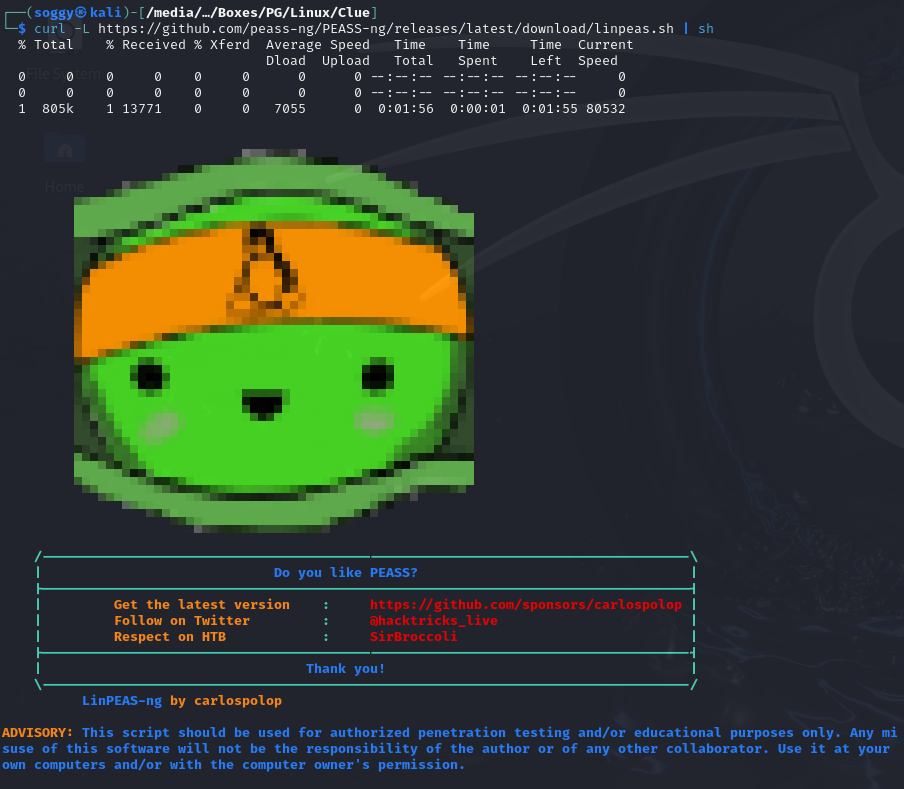 ┌──(soggy㉿kali)-[/media/…/Boxes/PG/Linux/Clue]
└─$ curl -L https://github.com/peass-ng/PEASS-ng/releases/latest/download/linpeas.sh | sh
% Total % Received % Xferd Average Speed Time Time Time Current
Dload Upload Total Spent Left Speed
0 0 0 0 0 0 0 0 --:--:-- --:--:-- --:--:-- 0
0 0 0 0 0 0 0 0 --:--:-- --:--:-- --:--:-- 0
1 805k 1 13771 0 0 7055 0 0:01:56 0:00:01 0:01:55 80532
File System
Home
Do you like PEASS?
Get the latest version : https://github.com/sponsors/carlospolop
Follow on Twitter : @hacktricks_live
Respect on HTB : SirBroccoli
Thank you!
LinPEAS-ng by carlospolop
ADVISORY: This script should be used for authorized penetration testing and/or educational purposes only. Any mi
suse of this software will not be the responsibility of the author or of any other collaborator. Use it at your
own computers and/or with the computer owner's permission.